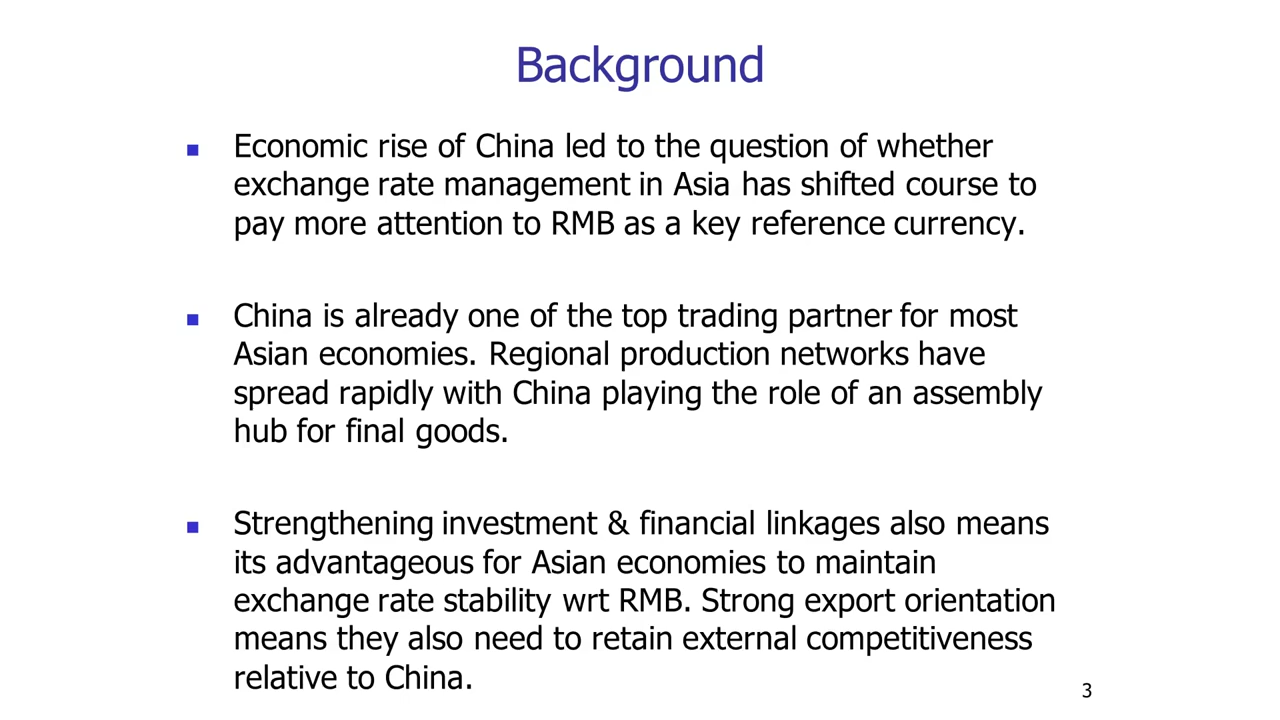 Background
Economic rise of China led to the question of whether
exchange rate management in Asia has shifted course to
pay more attention to RMB as a key reference currency.
China is already one of the top trading partner for most
Asian economies. Regional production networks have
spread rapidly with China playing the role of an assembly
hub for final goods.
Strengthening investment & financial linkages also means
its advantageous for Asian economies to maintain
exchange rate stability wrt RMB. Strong export orientation
means they also need to retain external competitiveness
relative to China.
3